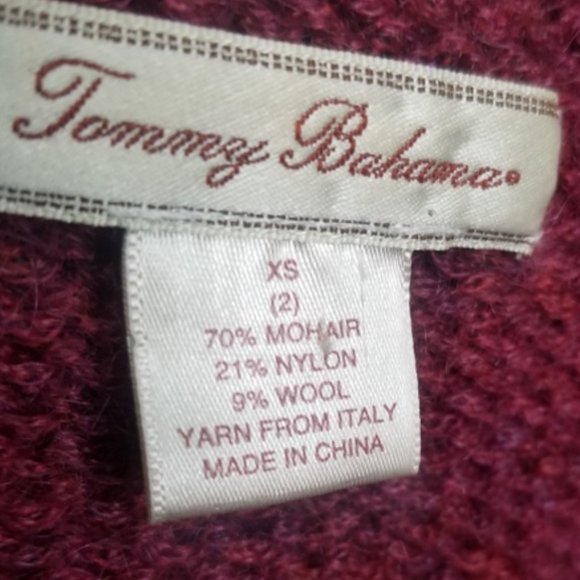 Tommy Bahama
XS
(2)
70% MOHAIR
21% NYLON
9% WOOL
YARN FROM ITALY
MADE IN CHINA